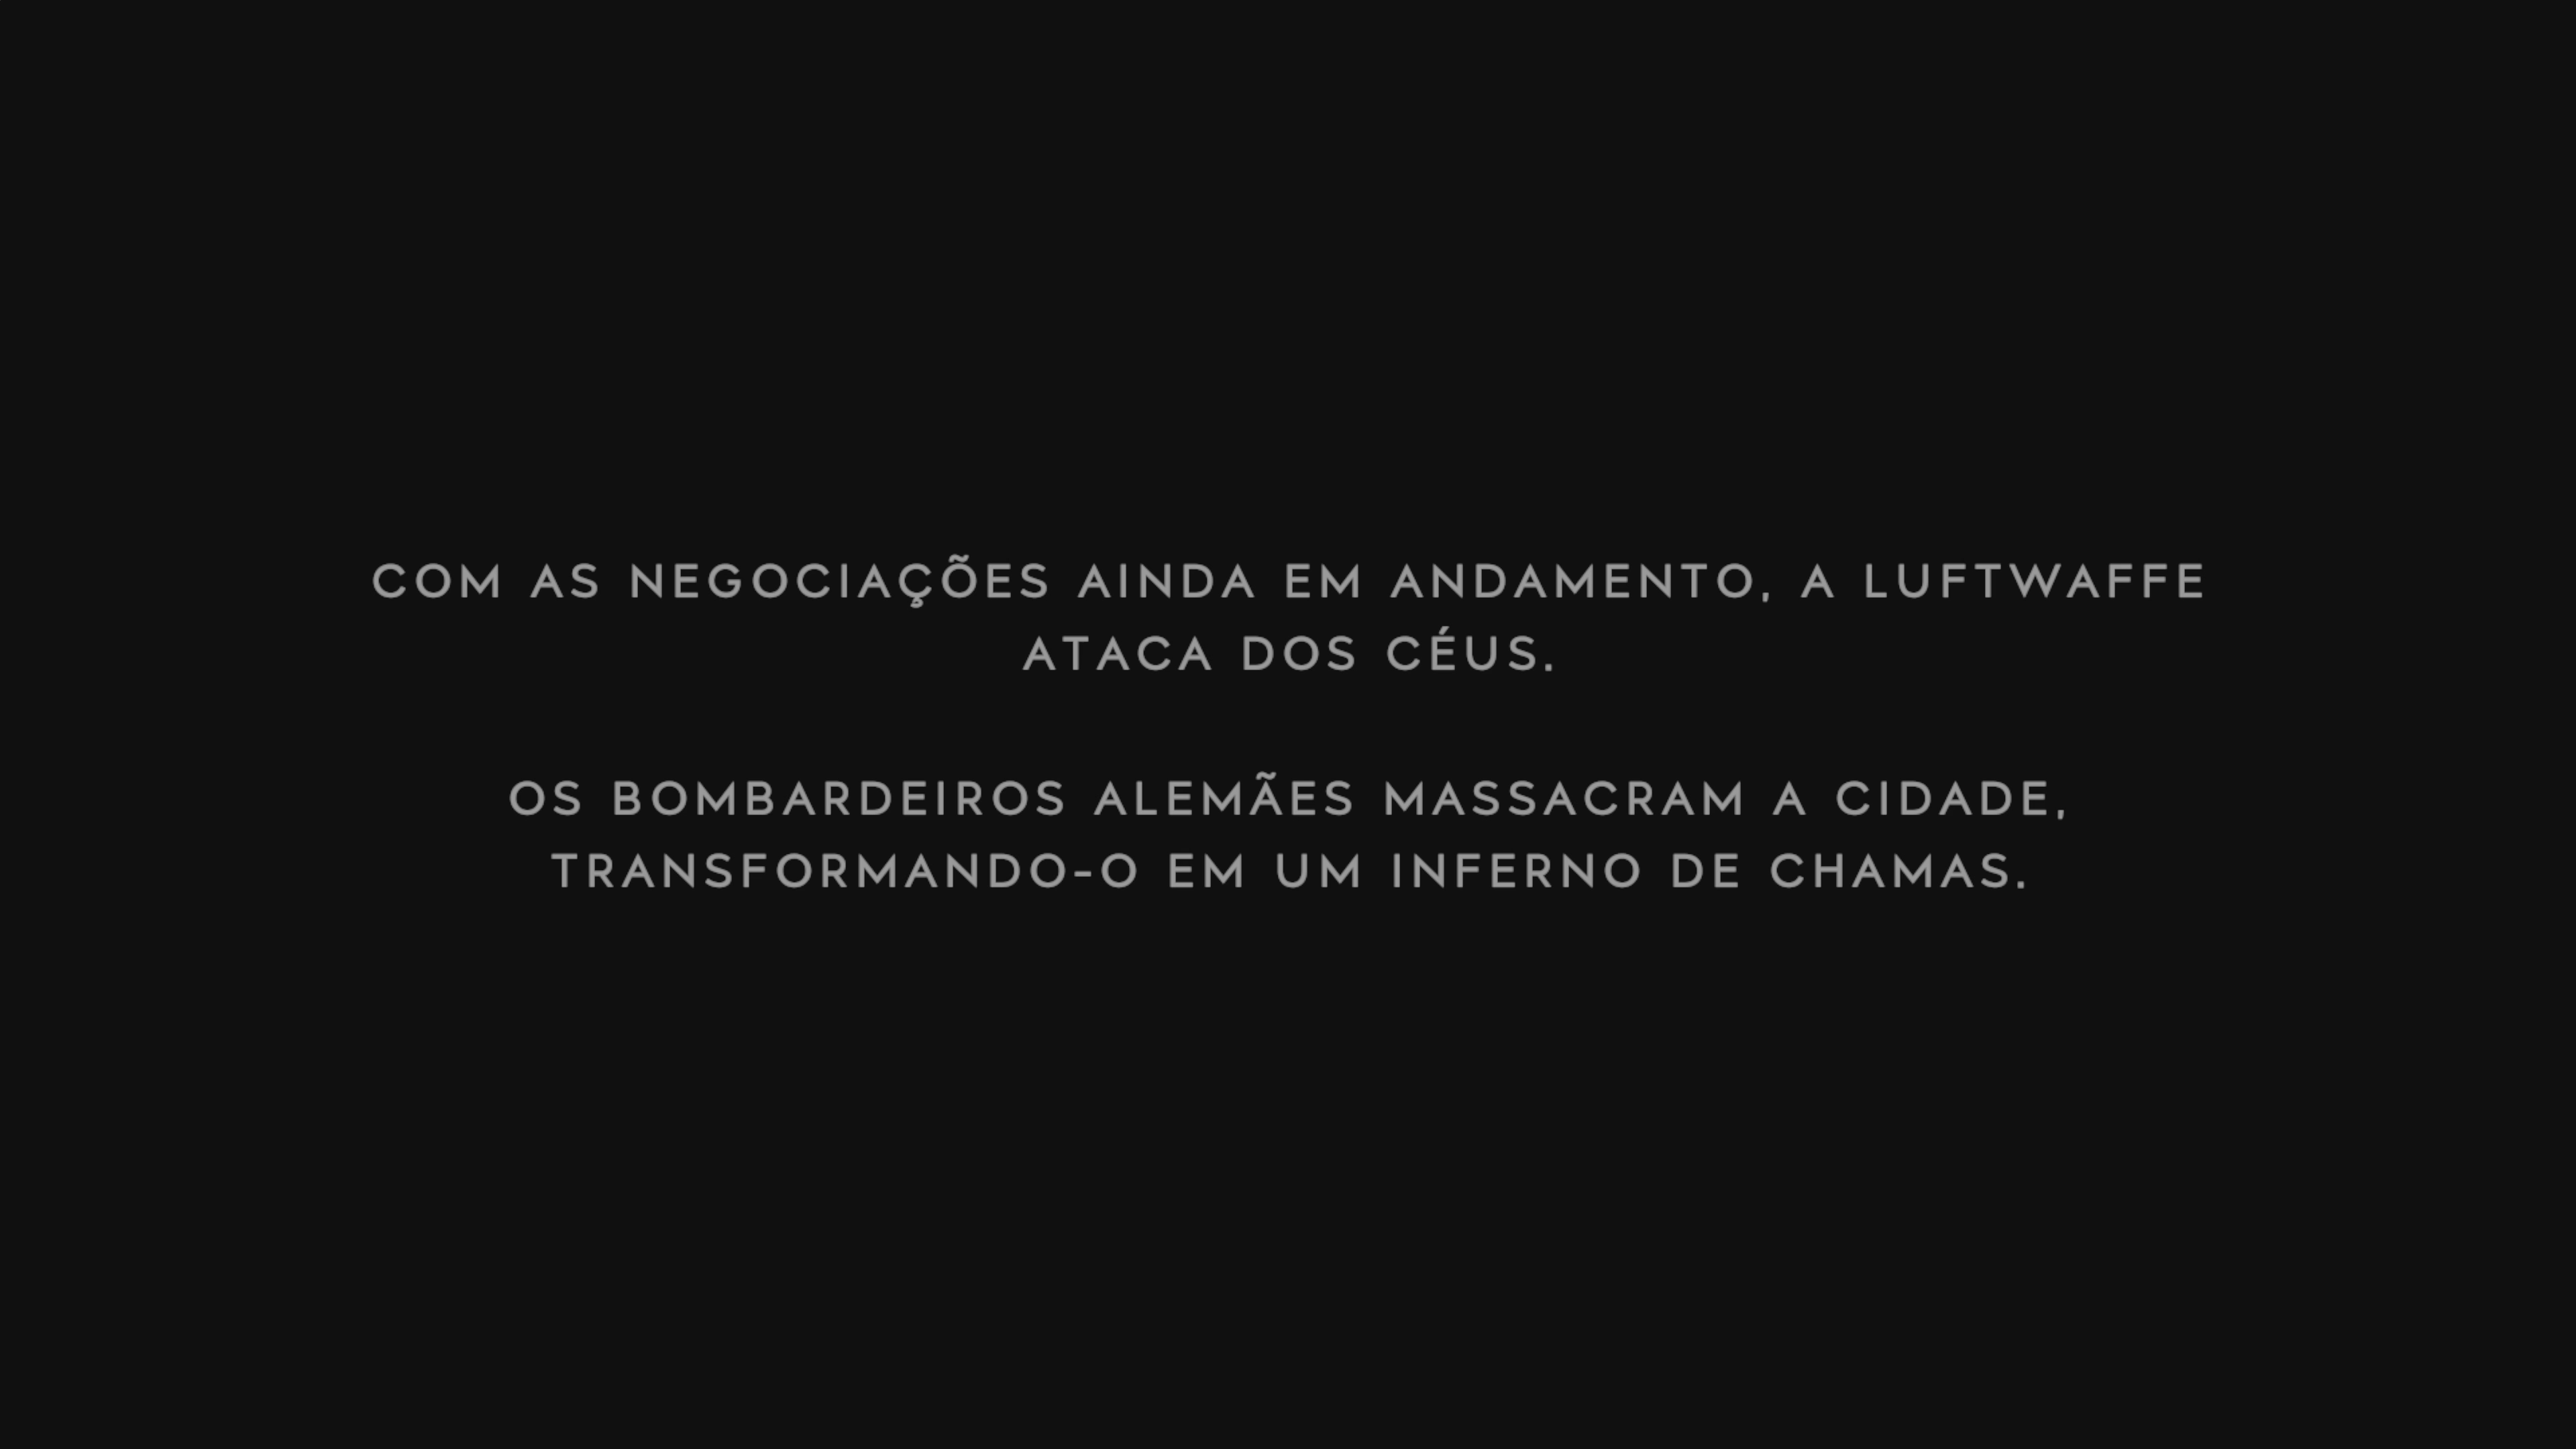 COM AS NEGOCIAÇÕES AINDA EM ANDAMENTO, A LUFTWAFFE
ATACA DOS CÉUS.
OS BOMBARDEIROS ALEMÃES MASSACRAM A CIDADE,
TRANSFORMANDO-O EM UM INFERNO DE CHAMAS.